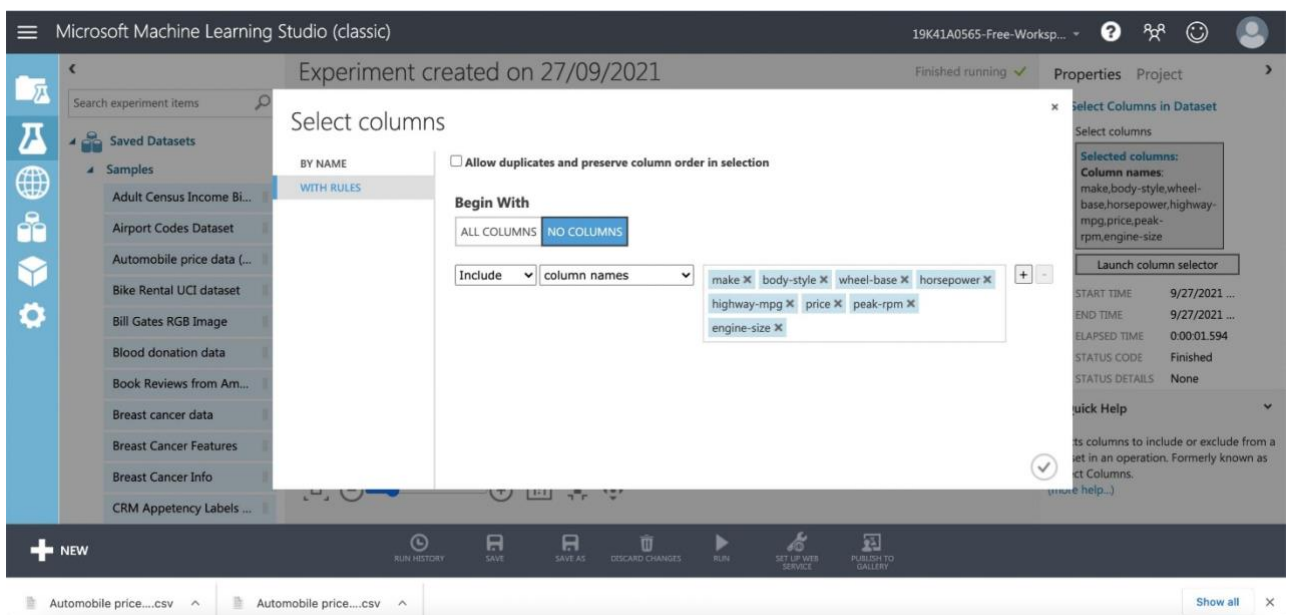 Microsoft Machine Learning Studio (classic)
19K41A0565-Free-Worksp...
?
Experiment created on 27/09/2021
Finished running
Properties Project
Search experiment items
Saved Datasets
Samples
Adult Census Income Bi...
Airport Codes Dataset
Automobile price data (...
Bike Rental UCI dataset
Bill Gates RGB Image
Blood donation data
Book Reviews from Am...
Breast cancer data
Breast Cancer Features
Breast Cancer Info
CRM Appetency Labels ...
Select columns
BY NAME
WITH RULES
Allow duplicates and preserve column order in selection
Begin With
ALL COLUMNS NO COLUMNS
Include column names
make × body-style × wheel-base × horsepower ×
highway-mpg × price × peak-rpm ×
engine-size ×
+ -
×
Select Columns in Dataset
Select columns
Selected columns:
Column names:
make,body-style,wheel-
base,horsepower,highway-
mpg,price,peak-
rpm,engine-size
Launch column selector
START TIME 9/27/2021 ...
END TIME 9/27/2021 ...
ELAPSED TIME 0:00:01.594
STATUS CODE Finished
STATUS DETAILS None
uick Help
ts columns to include or exclude from a
set in an operation. Formerly known as
ct Columns.
(more help...)
1:1
NEW
RUN HISTORY
SAVE
SAVE AS
DISCARD CHANGES
RUN
SET UP WEB
SERVICE
PUBLISH TO
GALLERY
Automobile price....csv
Automobile price....csv
Show all
×